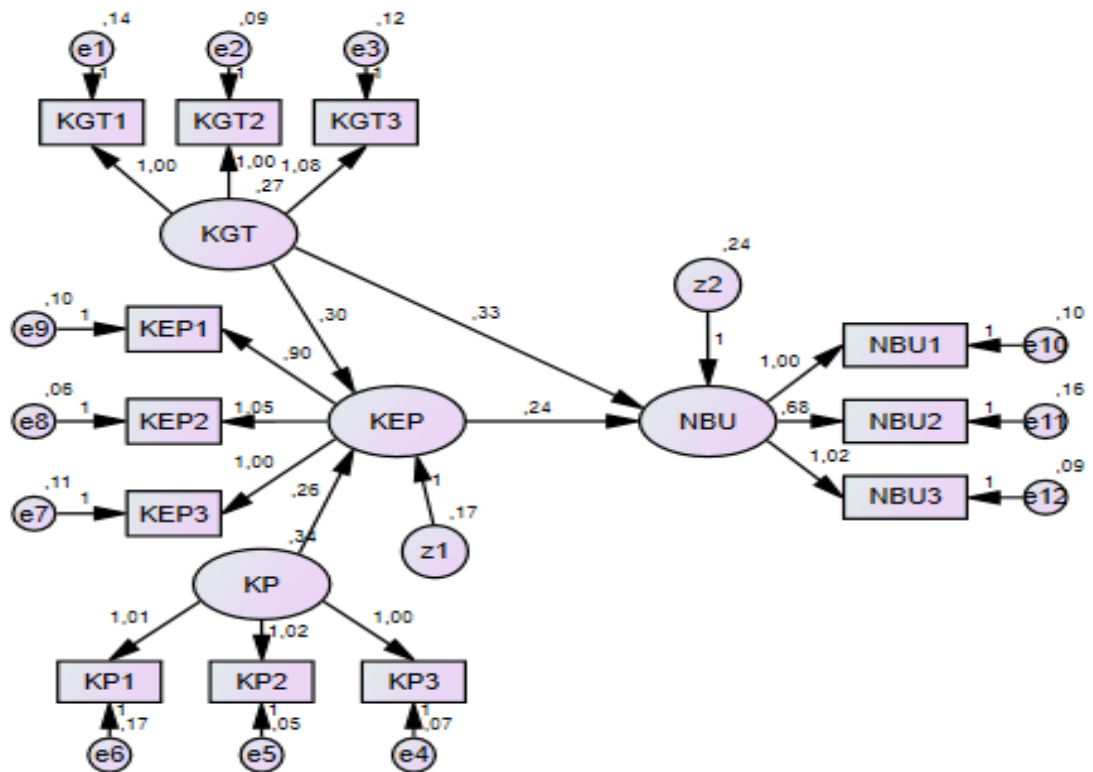 ,14 ,09 ,12
e1 e2 e3
1 1 1
KGT1 KGT2 KGT3
1,00 1,00 1,08
,27
KGT
,24
z2
,10
e9 1 KEP1
,30 ,33
1
,10
NBU1 1 e10
,90
1,00
,06
e8 1 KEP2 1,05
KEP ,24 NBU
,68 NBU2 1 ,16
e11
1,00
1,02
,11
e7 1 KEP3
,26
1
,17
z1
NBU3 1 ,09
e12
,34
KP
1,01 1,02 1,00
KP1 KP2 KP3
1 1 1
,17 ,05 ,07
e6 e5 e4